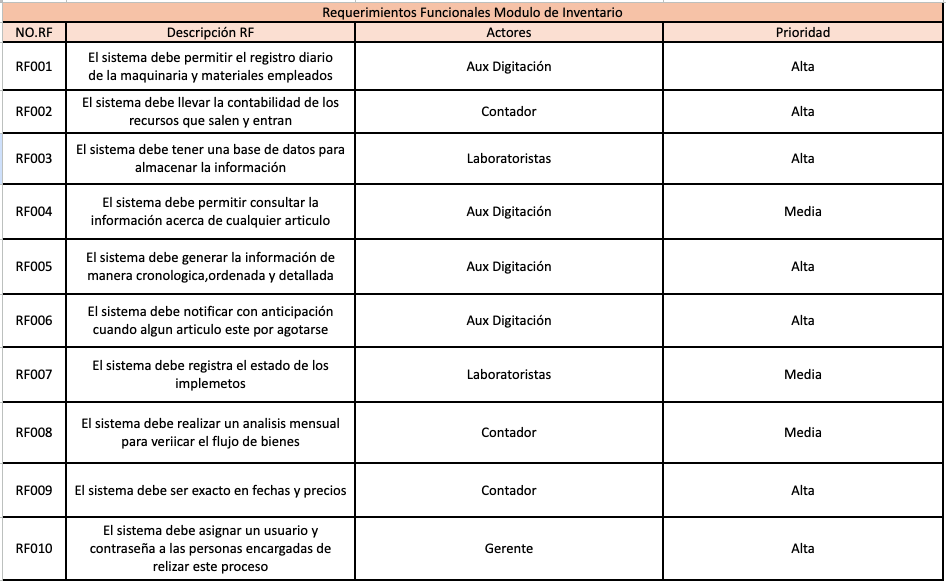 Requerimientos Funcionales Modulo de Inventario
NO.RF Descripción RF Actores Prioridad
RF001 El sistema debe permitir el registro diario
de la maquinaria y materiales empleados Aux Digitación Alta
RF002 El sistema debe llevar la contabilidad de los
recursos que salen y entran Contador Alta
RF003 El sistema debe tener una base de datos para
almacenar la información Laboratoristas Alta
RF004 El sistema debe permitir consultar la
información acerca de cualquier articulo Aux Digitación Media
RF005 El sistema debe generar la información de
manera cronologica,ordenada y detallada Aux Digitación Alta
RF006 El sistema debe notificar con anticipación
cuando algun articulo este por agotarse Aux Digitación Alta
RF007 El sistema debe registra el estado de los
implemetos Laboratoristas Media
RF008 El sistema debe realizar un analisis mensual
para veriicar el flujo de bienes Contador Media
RF009 El sistema debe ser exacto en fechas y precios Contador Alta
RF010 El sistema debe asignar un usuario y
contraseña a las personas encargadas de
relizar este proceso Gerente Alta